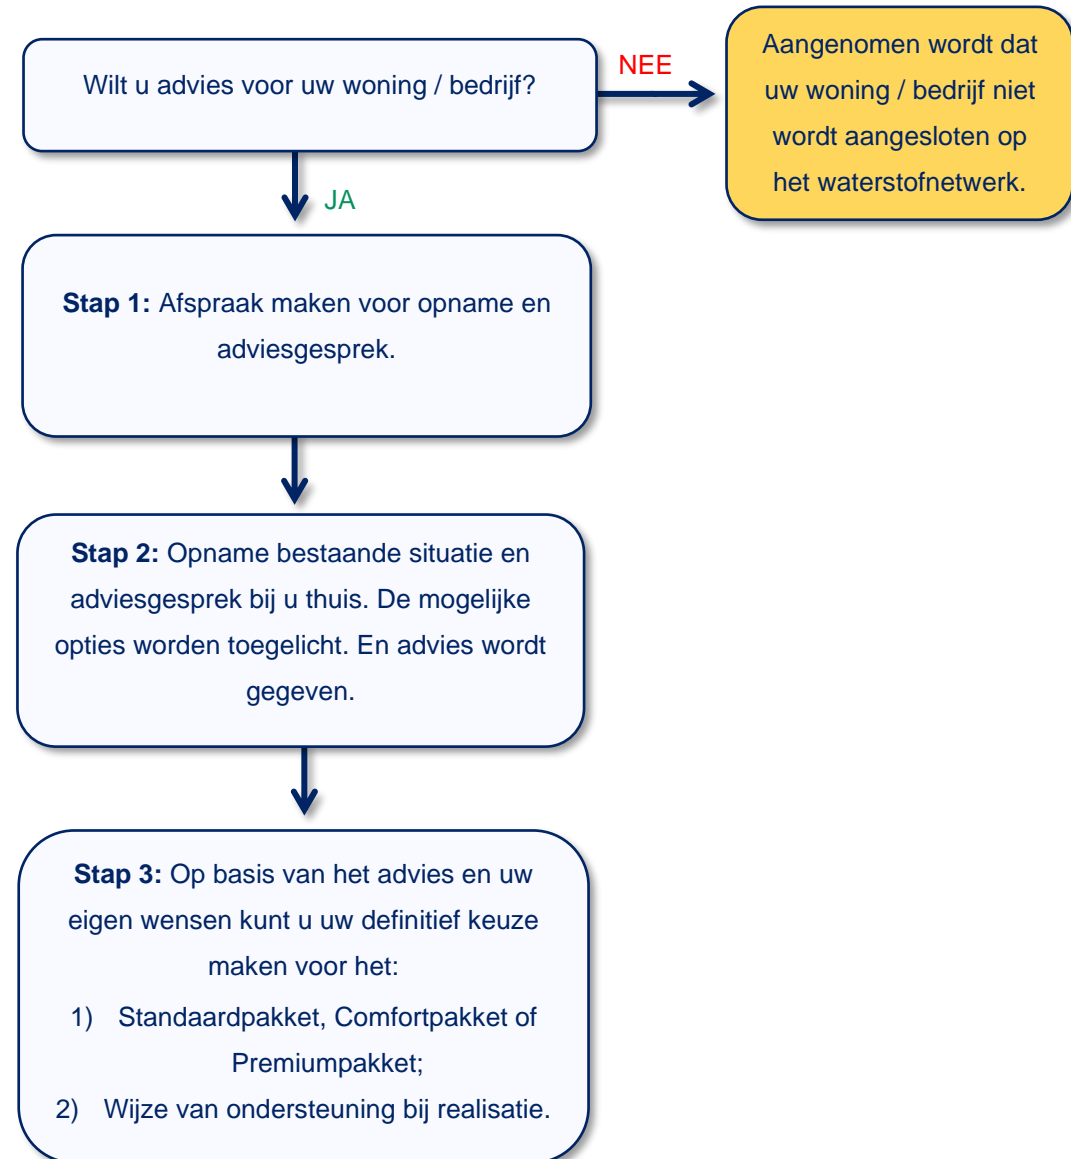 Wilt u advies voor uw woning / bedrijf?
NEE
Aangenomen wordt dat
uw woning / bedrijf niet
wordt aangesloten op
het waterstofnetwerk.
JA
Stap 1: Afspraak maken voor opname en
adviesgesprek.
Stap 2: Opname bestaande situatie en
adviesgesprek bij u thuis. De mogelijke
opties worden toegelicht. En advies wordt
gegeven.
Stap 3: Op basis van het advies en uw
eigen wensen kunt u uw definitief keuze
maken voor het:
1) Standaardpakket, Comfortpakket of
Premiumpakket;
2) Wijze van ondersteuning bij realisatie.